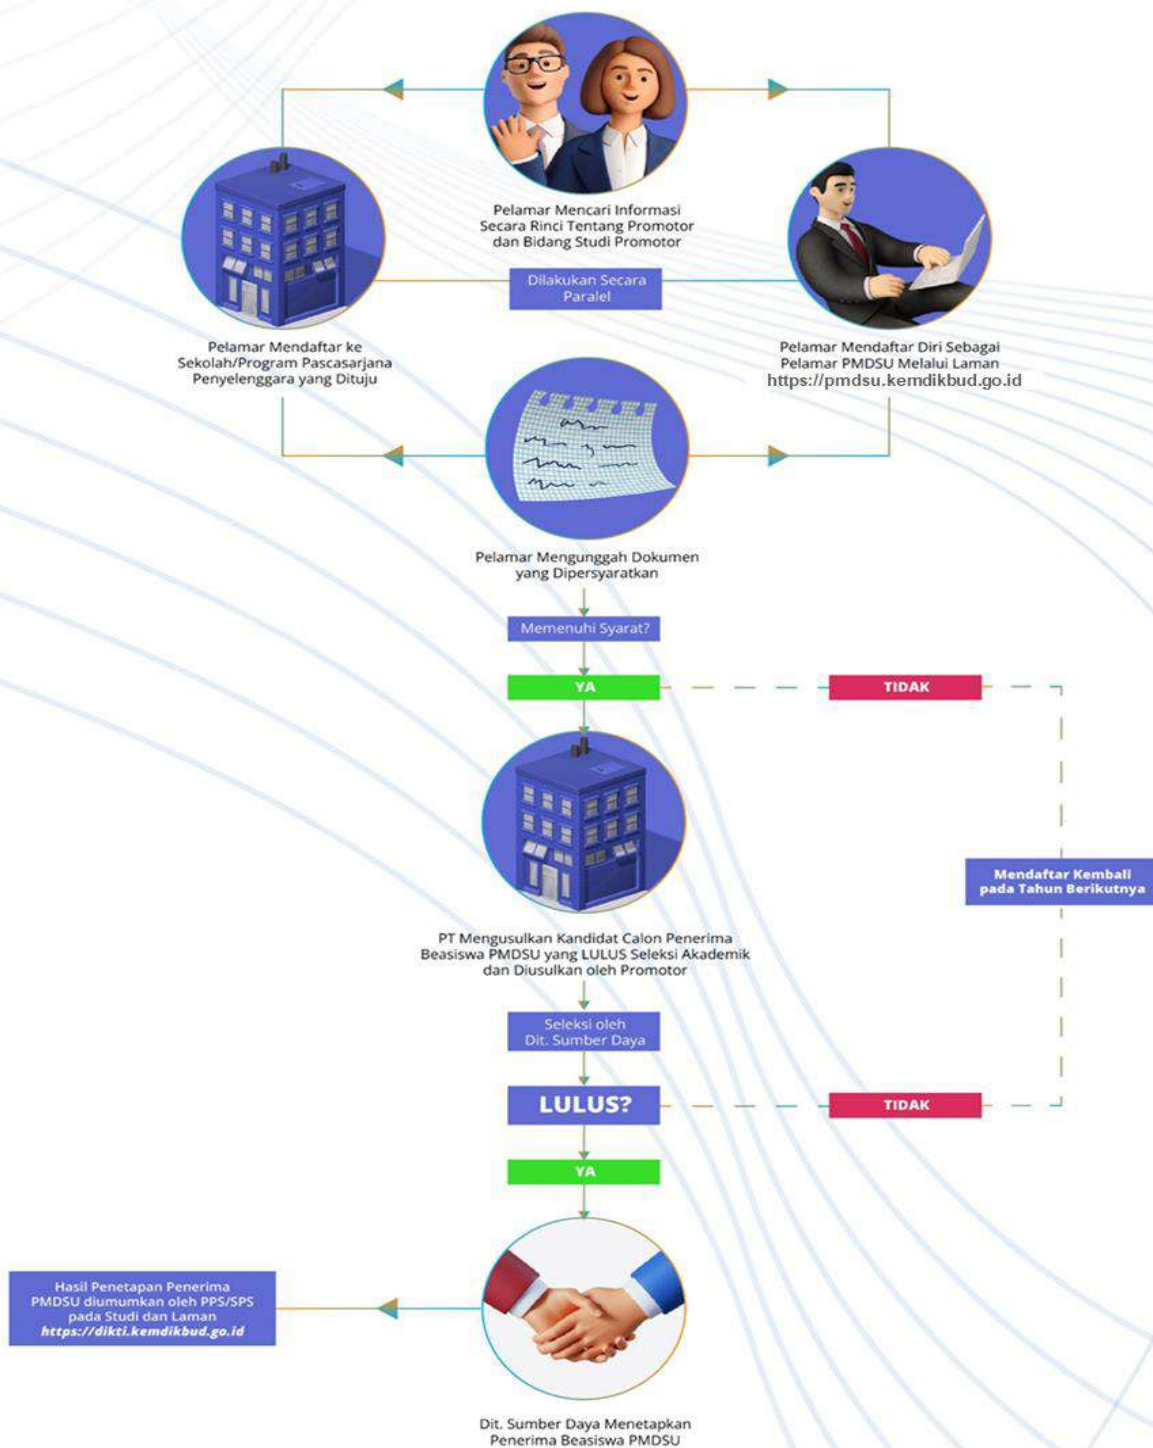 Pelamar Mencari Informasi
Secara Rinci Tentang Promotor
dan Bidang Studi Promotor
Dilakukan Secara
Paralel
Pelamar Mendaftar ke
Sekolah/Program Pascasarjana
Penyelenggara yang Dituju
Pelamar Mendaftar Diri Sebagai
Pelamar PMDSU Melalui Laman
https://pmdsu.kemdikbud.go.id
Pelamar Mengunggah Dokumen
yang Dipersyaratkan
Memenuhi Syarat?
YA
TIDAK
Mendaftar Kembali
pada Tahun Berikutnya
PT Mengusulkan Kandidat Calon Penerima
Beasiswa PMDSU yang LULUS Seleksi Akademik
dan Diusulkan oleh Promotor
Seleksi oleh
Dit. Sumber Daya
LULUS?
TIDAK
YA
Hasil Penetapan Penerima
PMDSU diumumkan oleh PPS/SPS
pada Studi dan Laman
https://dikti.kemdikbud.go.id
Dit. Sumber Daya Menetapkan
Penerima Beasiswa PMDSU